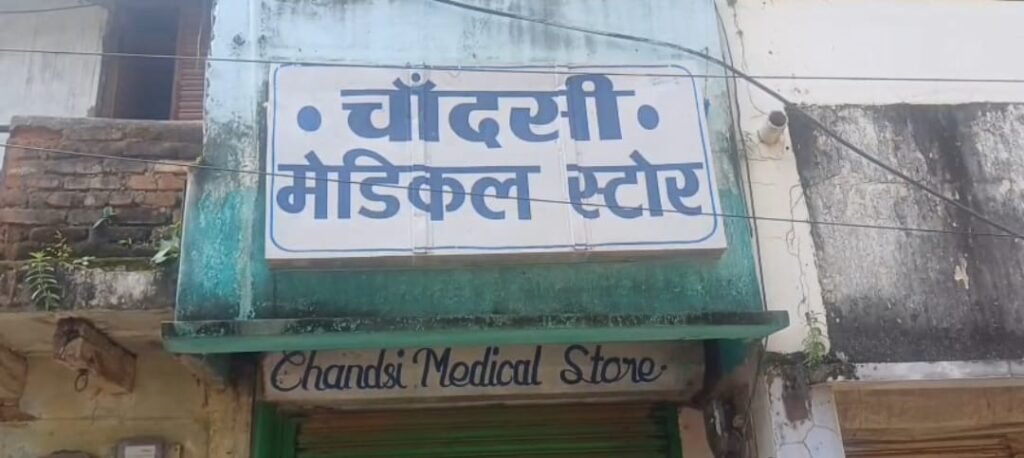 • चाँदसी •
मेडिकल स्टोर
Chandsi Medical Store